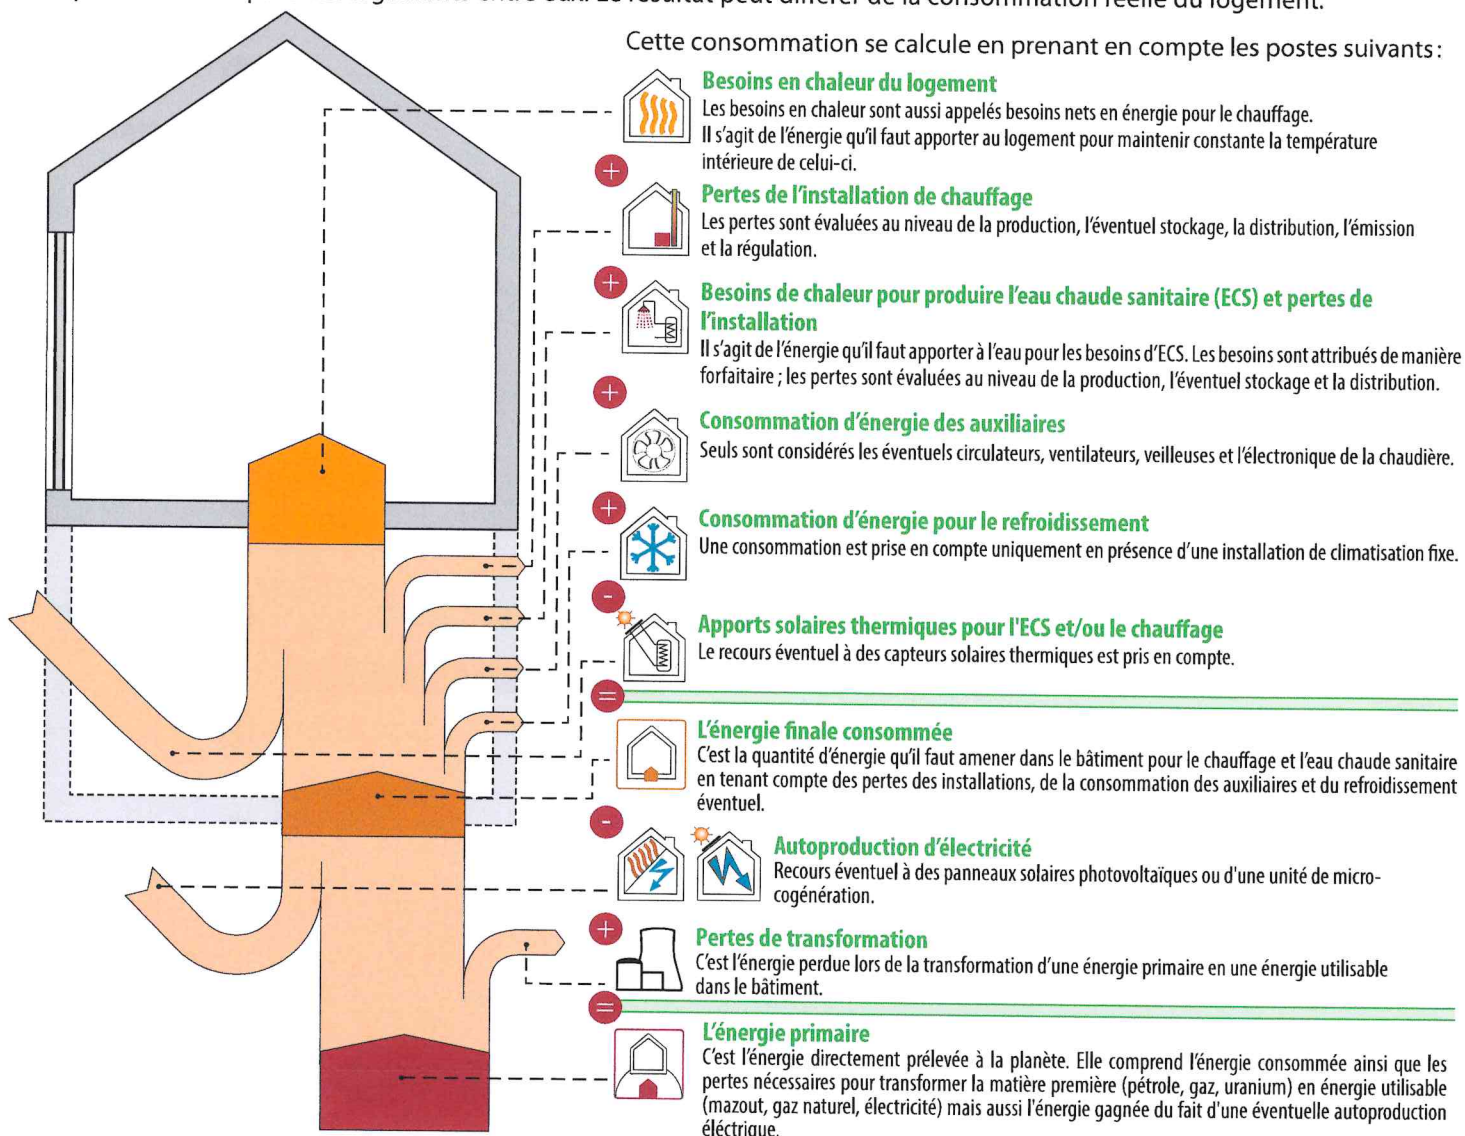 Le résultat peut différer de la consommation réelle du logement.
Cette consommation se calcule en prenant en compte les postes suivants :
Besoins en chaleur du logement
Les besoins en chaleur sont aussi appelés besoins nets en énergie pour le chauffage.
Il s'agit de l'énergie qu'il faut apporter au logement pour maintenir constante la température
intérieure de celui-ci.
+
Pertes de l'installation de chauffage
Les pertes sont évaluées au niveau de la production, l'éventuel stockage, la distribution, l'émission
et la régulation.
+
Besoins de chaleur pour produire l'eau chaude sanitaire (ECS) et pertes de
l'installation
Il s'agit de l'énergie qu'il faut apporter à l'eau pour les besoins d'ECS. Les besoins sont attribués de manière
forfaitaire ; les pertes sont évaluées au niveau de la production, l'éventuel stockage et la distribution.
+
Consommation d'énergie des auxiliaires
Seuls sont considérés les éventuels circulateurs, ventilateurs, veilleuses et l'électronique de la chaudière.
+
Consommation d'énergie pour le refroidissement
Une consommation est prise en compte uniquement en présence d'une installation de climatisation fixe.
-
Apports solaires thermiques pour l'ECS et/ou le chauffage
Le recours éventuel à des capteurs solaires thermiques est pris en compte.
=
L'énergie finale consommée
C'est la quantité d'énergie qu'il faut amener dans le bâtiment pour le chauffage et l'eau chaude sanitaire
en tenant compte des pertes des installations, de la consommation des auxiliaires et du refroidissement
éventuel.
-
Autoproduction d'électricité
Recours éventuel à des panneaux solaires photovoltaïques ou d'une unité de micro-
cogénération.
+
Pertes de transformation
C'est l'énergie perdue lors de la transformation d'une énergie primaire en une énergie utilisable
dans le bâtiment.
=
L'énergie primaire
C'est l'énergie directement prélevée à la planète. Elle comprend l'énergie consommée ainsi que les
pertes nécessaires pour transformer la matière première (pétrole, gaz, uranium) en énergie utilisable
(mazout, gaz naturel, électricité) mais aussi l'énergie gagnée du fait d'une éventuelle autoproduction
éléctrique.